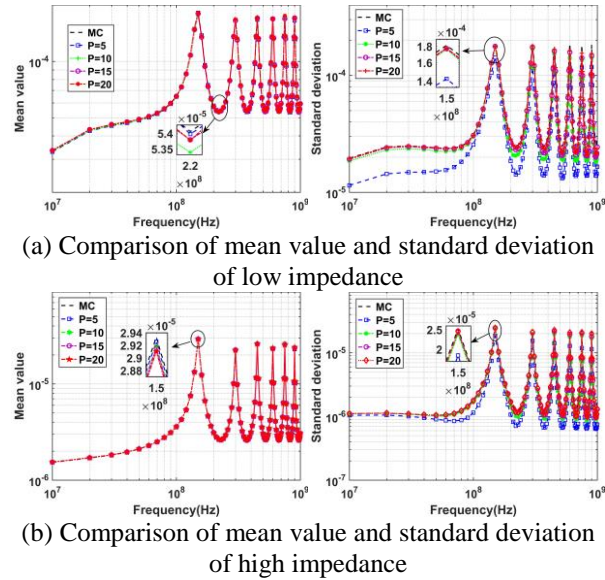 Mean value
10^-4
MC
P=5
P=10
P=15
P=20
×10^-5
5.4
5.35
2.2
×10^8
10^7
10^8
10^9
Frequency(Hz)
Standard deviation
10^-4
10^-5
MC
P=5
P=10
P=15
P=20
×10^-4
1.8
1.6
1.4
1.5
×10^8
10^7
10^8
10^9
Frequency(Hz)
(a) Comparison of mean value and standard deviation
of low impedance
Mean value
10^-5
10^-6
MC
P=5
P=10
P=15
P=20
×10^-5
2.94
2.92
2.9
2.88
1.5
×10^8
10^7
10^8
10^9
Frequency(Hz)
Standard deviation
10^-5
10^-6
10^-7
MC
P=5
P=10
P=15
P=20
×10^-5
2.5
2
1.5
×10^8
10^7
10^8
10^9
Frequency(Hz)
(b) Comparison of mean value and standard deviation
of high impedance